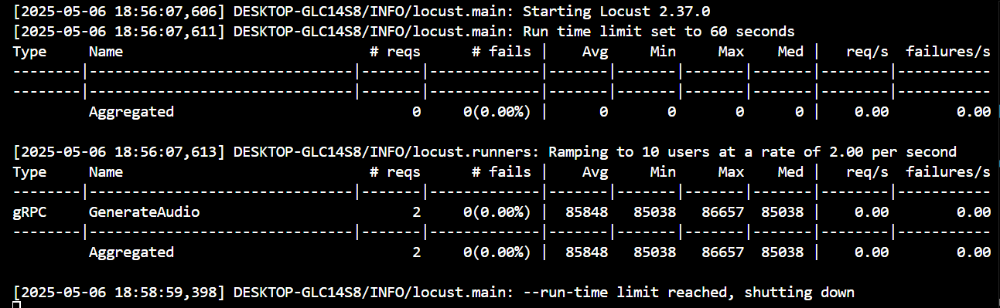 [2025-05-06 18:56:07,606] DESKTOP-GLC14S8/INFO/locust.main: Starting Locust 2.37.0
[2025-05-06 18:56:07,611] DESKTOP-GLC14S8/INFO/locust.main: Run time limit set to 60 seconds
Type     Name                                  # reqs      # fails |    Avg     Min     Max    Med |   req/s  failures/s
--------|-------------------------------|-------|-------------|-------|-------|-------|-------|--------|-----------
--------|-------------------------------|-------|-------------|-------|-------|-------|-------|--------|-----------
         Aggregated                                 0     0(0.00%) |      0       0       0      0 |    0.00        0.00

[2025-05-06 18:56:07,613] DESKTOP-GLC14S8/INFO/locust.runners: Ramping to 10 users at a rate of 2.00 per second
Type     Name                                  # reqs      # fails |    Avg     Min     Max    Med |   req/s  failures/s
--------|-------------------------------|-------|-------------|-------|-------|-------|-------|--------|-----------
gRPC     GenerateAudio                              2     0(0.00%) |  85848   85038   86657  85038 |    0.00        0.00
--------|-------------------------------|-------|-------------|-------|-------|-------|-------|--------|-----------
         Aggregated                                 2     0(0.00%) |  85848   85038   86657  85038 |    0.00        0.00

[2025-05-06 18:58:59,398] DESKTOP-GLC14S8/INFO/locust.main: --run-time limit reached, shutting down